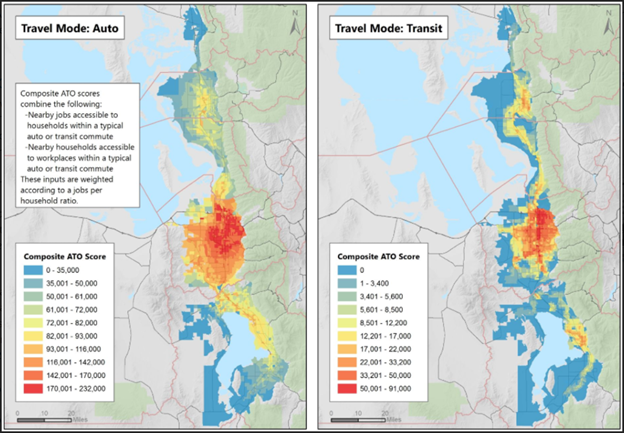 Travel Mode: Auto
N
Composite ATO scores
combine the following:
·Nearby jobs accessible to
households within a typical
auto or transit commute
·Nearby households accessible
to workplaces within a typical
auto or transit commute
These inputs are weighted
according to a jobs per
household ratio.
Composite ATO Score
0 - 35,000
35,001 - 50,000
50,001 - 61,000
61,001 - 72,000
72,001 - 82,000
82,001 - 93,000
93,001 - 116,000
116,001 - 142,000
142,001 - 170,000
170,001 - 232,000
0 10 20
Miles
Travel Mode: Transit
N
Composite ATO Score
0
1 - 3,400
3,401 - 5,600
5,601 - 8,500
8,501 - 12,200
12,201 - 17,000
17,001 - 22,000
22,001 - 33,200
33,201 - 50,000
50,001 - 91,000
0 10 20
Miles